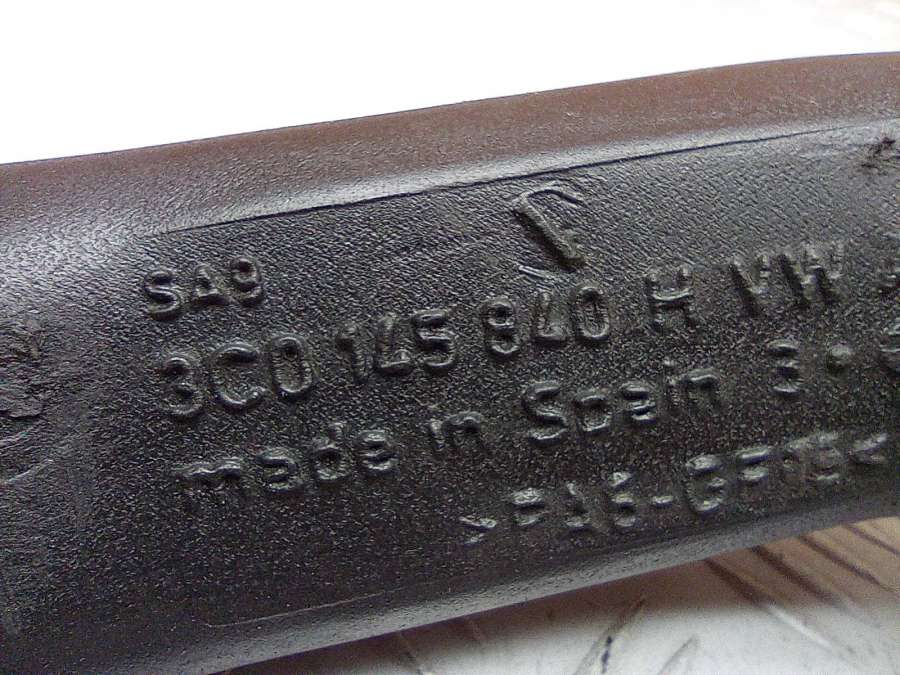 SA9
3C0 145 840 H VW
made in Spain 3
>PA6-GF15<